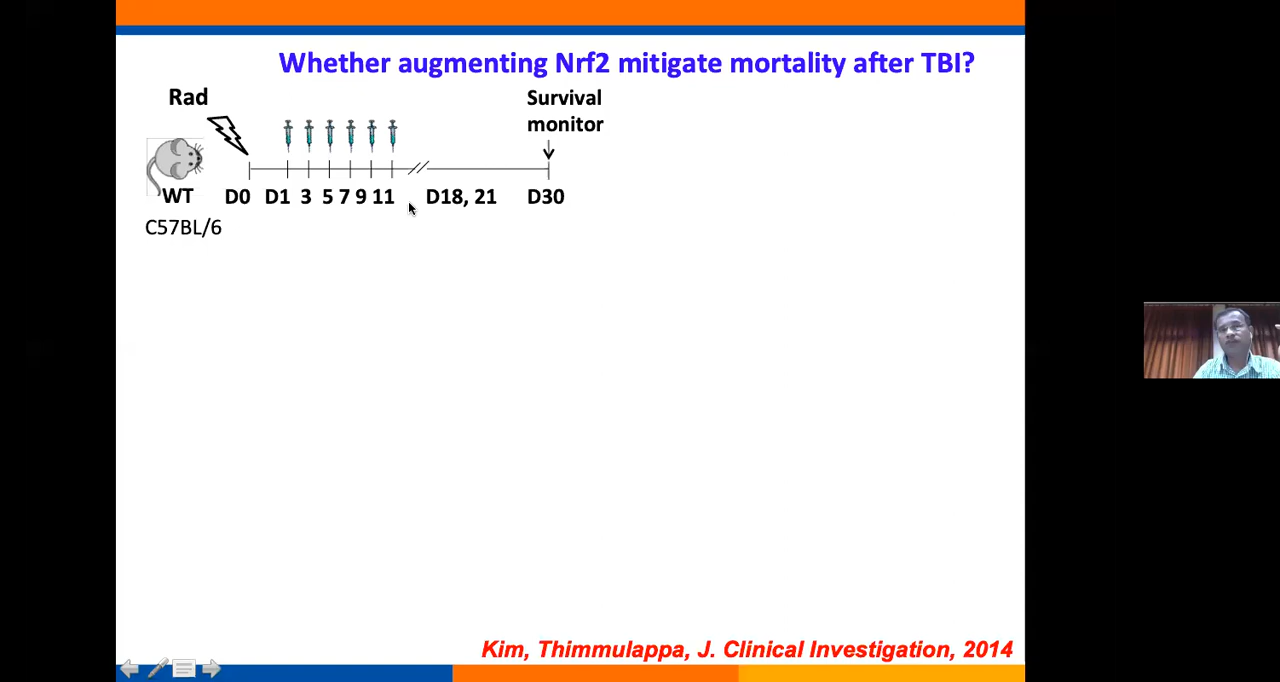 Whether augmenting Nrf2 mitigate mortality after TBI?
Rad
Survival
monitor
WT
D0 D1 3 5 7 9 11 D18, 21 D30
C57BL/6
Kim, Thimmulappa, J. Clinical Investigation, 2014